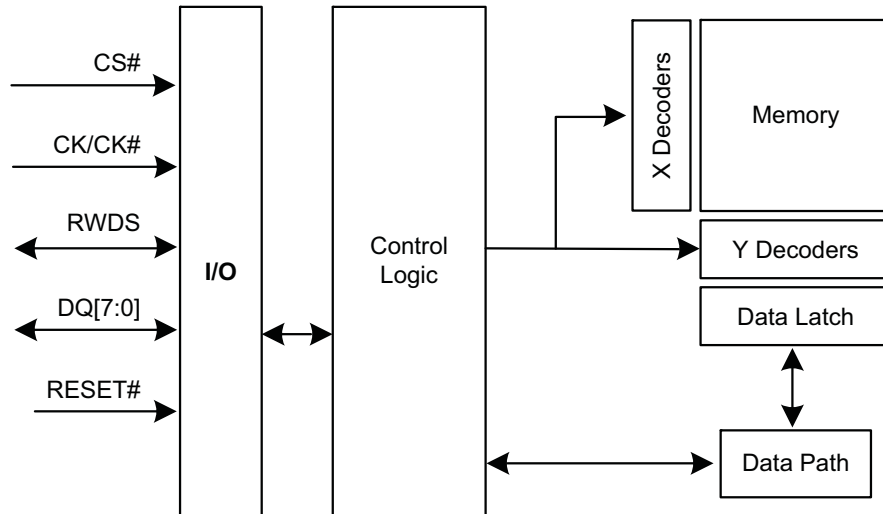 CS#
CK/CK#
RWDS
DQ[7:0]
RESET#
I/O
Control
Logic
X Decoders
Memory
Y Decoders
Data Latch
Data Path